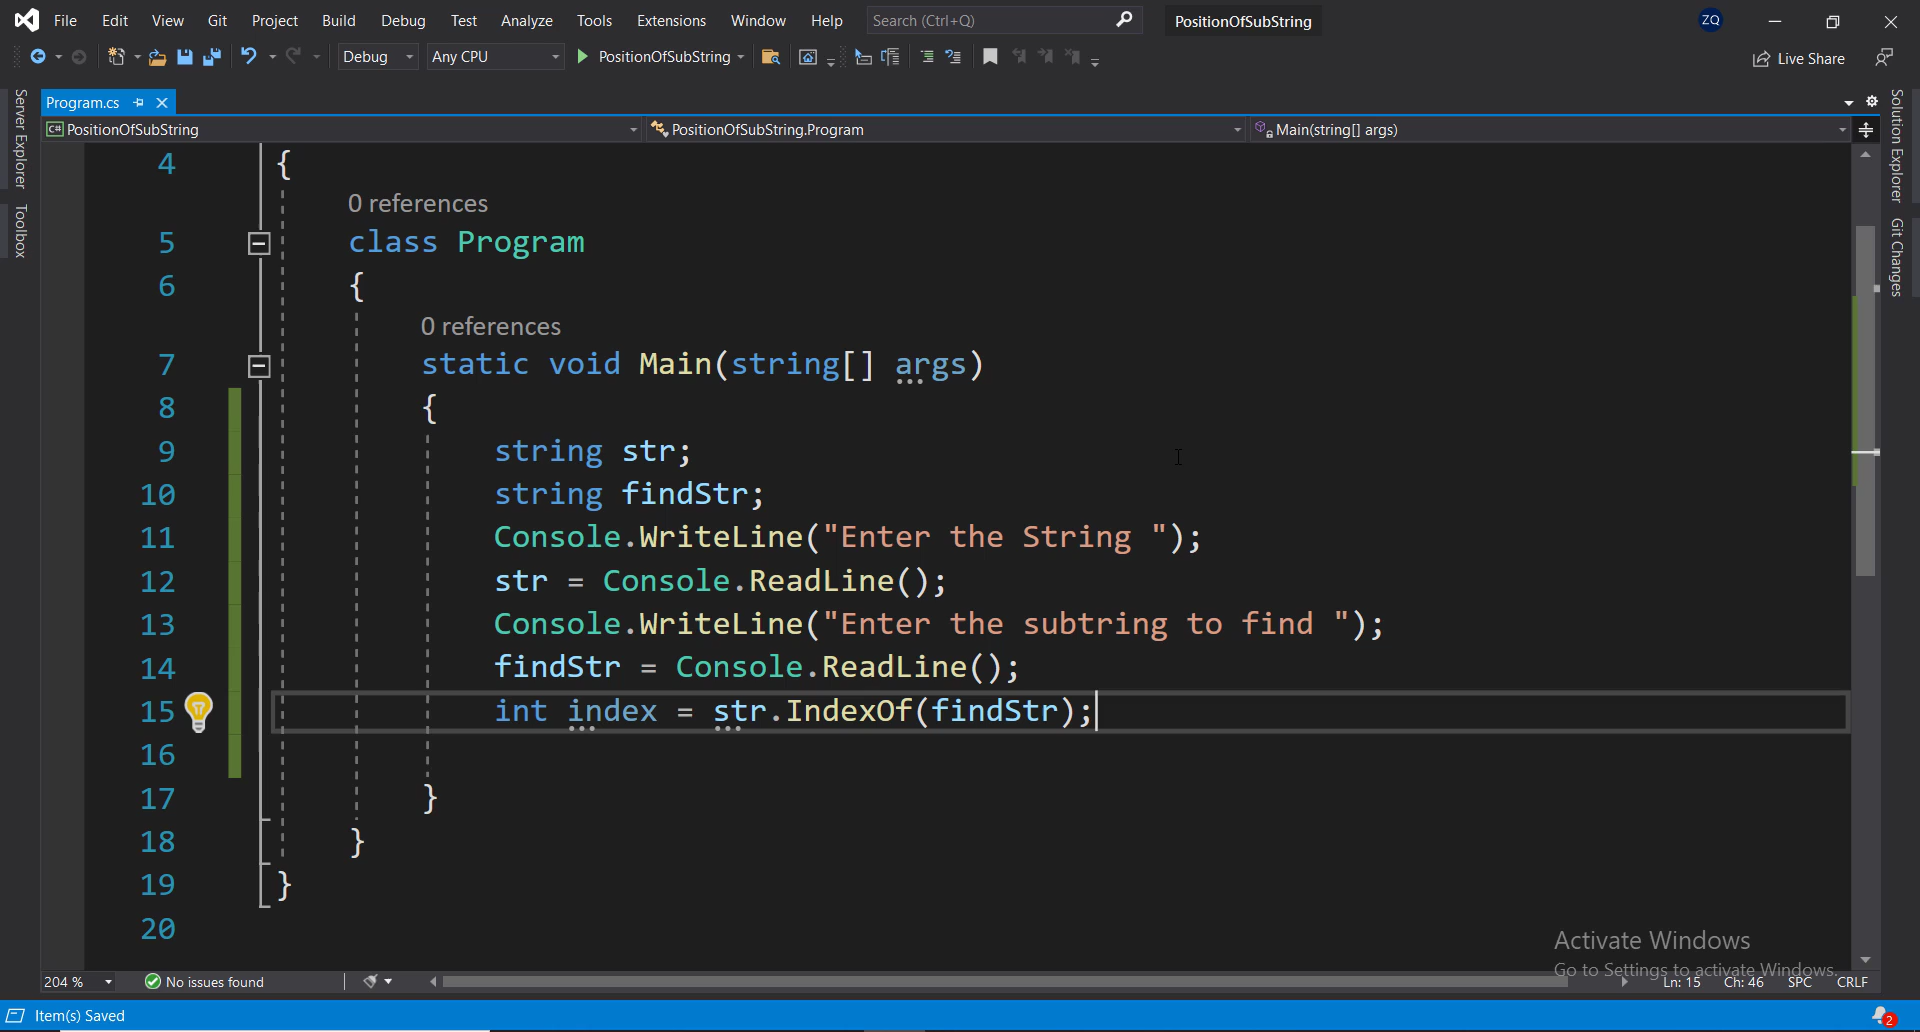 File Edit View Git Project Build Debug Test Analyze Tools Extensions Window Help Search (Ctrl+Q) PositionOfSubString ZQ
Debug Any CPU PositionOfSubString Live Share
Server Explorer
Toolbox
Program.cs
C# PositionOfSubString PositionOfSubString.Program Main(string[] args)
4 {
0 references
5 class Program
6 {
0 references
7 static void Main(string[] args)
8 {
9 string str;
10 string findStr;
11 Console.WriteLine("Enter the String ");
12 str = Console.ReadLine();
13 Console.WriteLine("Enter the subtring to find ");
14 findStr = Console.ReadLine();
15 int index = str.IndexOf(findStr);
16
17 }
18 }
19 }
20
Solution Explorer
Git Changes
Activate Windows
Go to Settings to activate Windows.
204 % No issues found Ln: 15 Ch: 46 SPC CRLF
Item(s) Saved 2